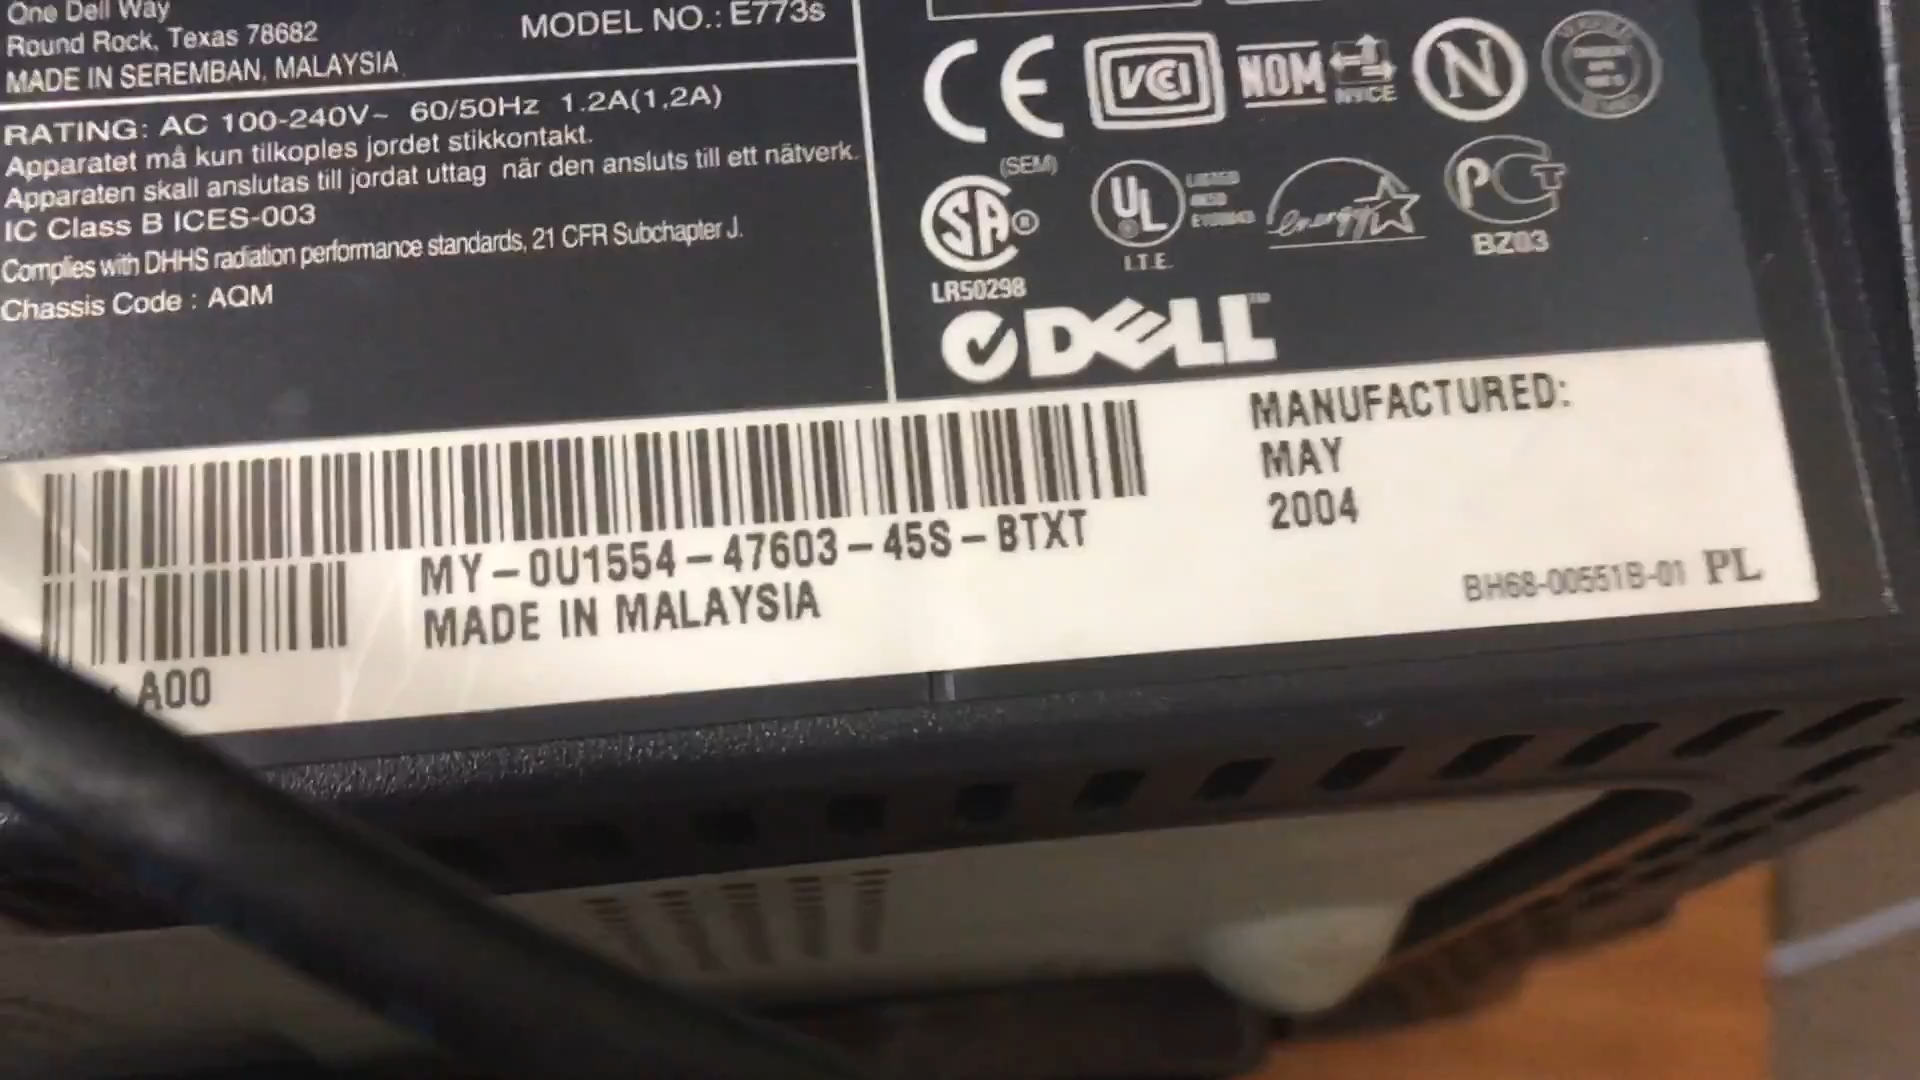 One Dell Way
Round Rock, Texas 78682
MADE IN SEREMBAN, MALAYSIA
MODEL NO.: E773s
RATING: AC 100-240V~ 60/50Hz 1.2A(1,2A)
Apparatet må kun tilkoples jordet stikkontakt.
Apparaten skall anslutas till jordat uttag när den ansluts till ett nätverk.
IC Class B ICES-003
Complies with DHHS radiation performance standards, 21 CFR Subchapter J.
Chassis Code : AQM
CE
VCI
NOM
NYCE
N
(SEM)
SA®
LR50298
UL
I.T.E.
energy
PCT
BZ03
DELL™
MANUFACTURED:
MAY
2004
MY-0U1554-47603-45S-BTXT
MADE IN MALAYSIA
BH68-00551B-01 PL
A00